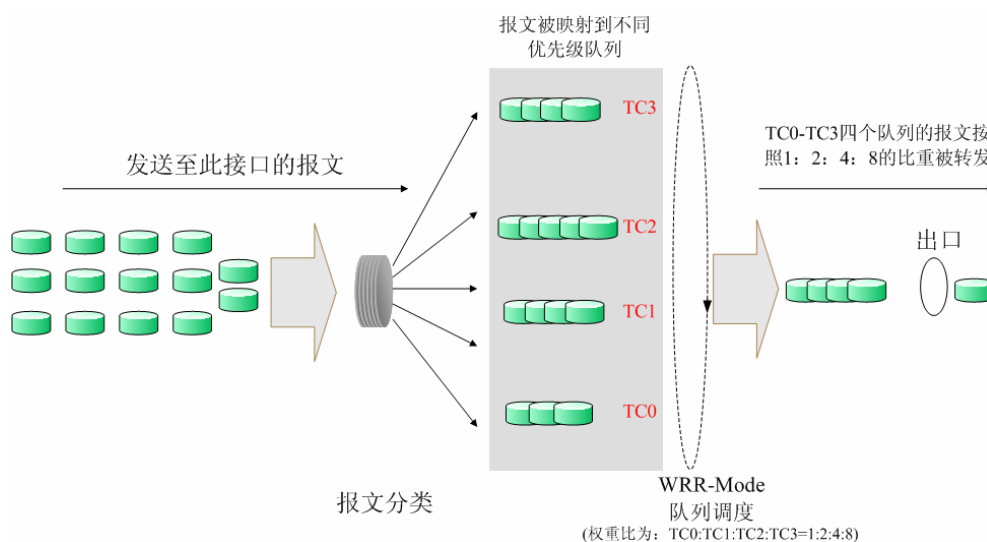 报文被映射到不同
优先级队列
TC3
发送至此接口的报文
TC0-TC3四个队列的报文按
照1：2：4：8的比重被转发
TC2
出口
TC1
TC0
报文分类
WRR-Mode
队列调度
(权重比为：TC0:TC1:TC2:TC3=1:2:4:8)